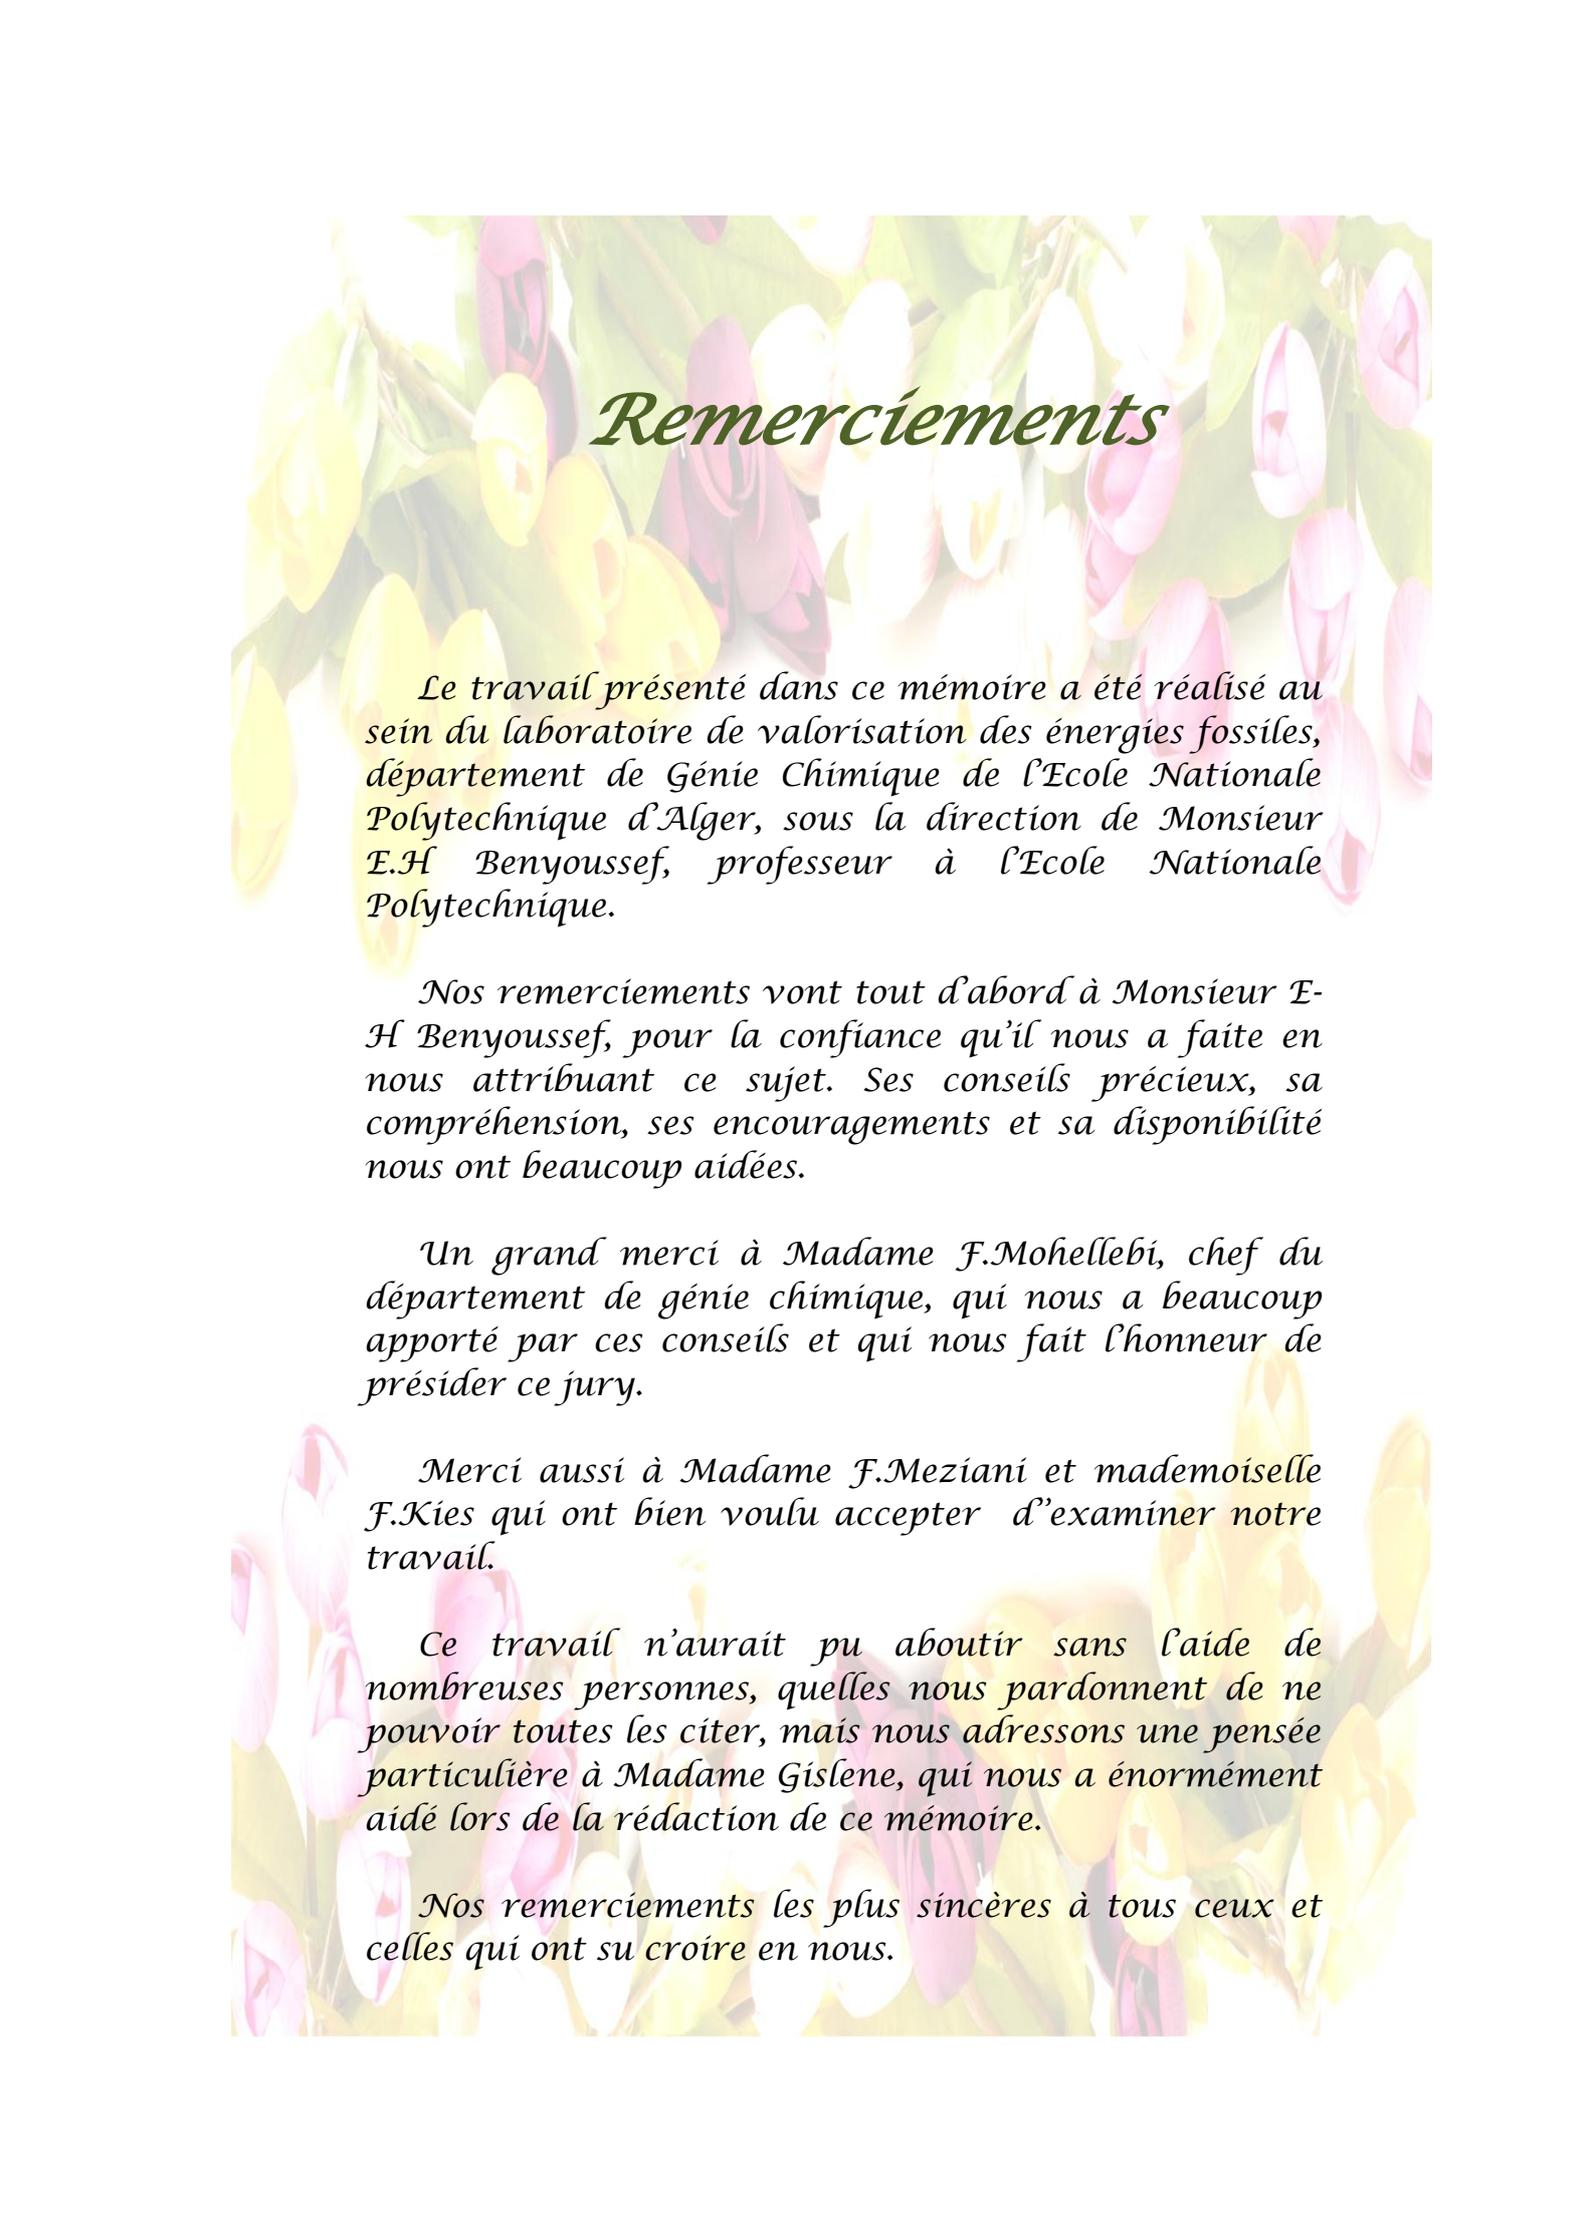 Remerciements
Le travail présenté dans ce mémoire a été réalisé au
sein du laboratoire de valorisation des énergies fossiles,
département de Génie Chimique de l'Ecole Nationale
Polytechnique d'Alger, sous la direction de Monsieur
E.H Benyoussef, professeur à l'Ecole Nationale
Polytechnique.
Nos remerciements vont tout d'abord à Monsieur E-
H Benyoussef, pour la confiance qu'il nous a faite en
nous attribuant ce sujet. Ses conseils précieux, sa
compréhension, ses encouragements et sa disponibilité
nous ont beaucoup aidées.
Un grand merci à Madame F.Mohellebi, chef du
département de génie chimique, qui nous a beaucoup
apporté par ces conseils et qui nous fait l'honneur de
présider ce jury.
Merci aussi à Madame F.Meziani et mademoiselle
F.Kies qui ont bien voulu accepter d''examiner notre
travail.
Ce travail n'aurait pu aboutir sans l'aide de
nombreuses personnes, quelles nous pardonnent de ne
pouvoir toutes les citer, mais nous adressons une pensée
particulière à Madame Gislene, qui nous a énormément
aidé lors de la rédaction de ce mémoire.
Nos remerciements les plus sincères à tous ceux et
celles qui ont su croire en nous.